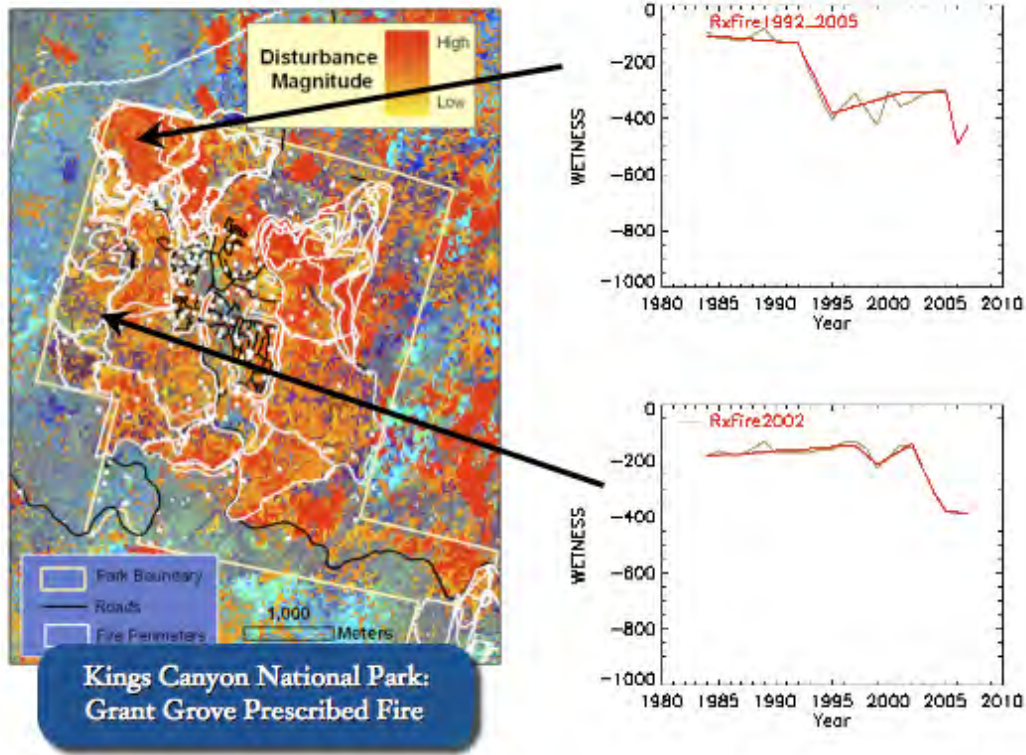 Disturbance
Magnitude
High
Low
Park Boundary
Roads
Fire Perimeters
1,000
Meters
Kings Canyon National Park:
Grant Grove Prescribed Fire
RxFire1992_2005
WETNESS
0
-200
-400
-600
-800
-1000
1980 1985 1990 1995 2000 2005 2010
Year
RxFire2002
WETNESS
0
-200
-400
-600
-800
-1000
1980 1985 1990 1995 2000 2005 2010
Year